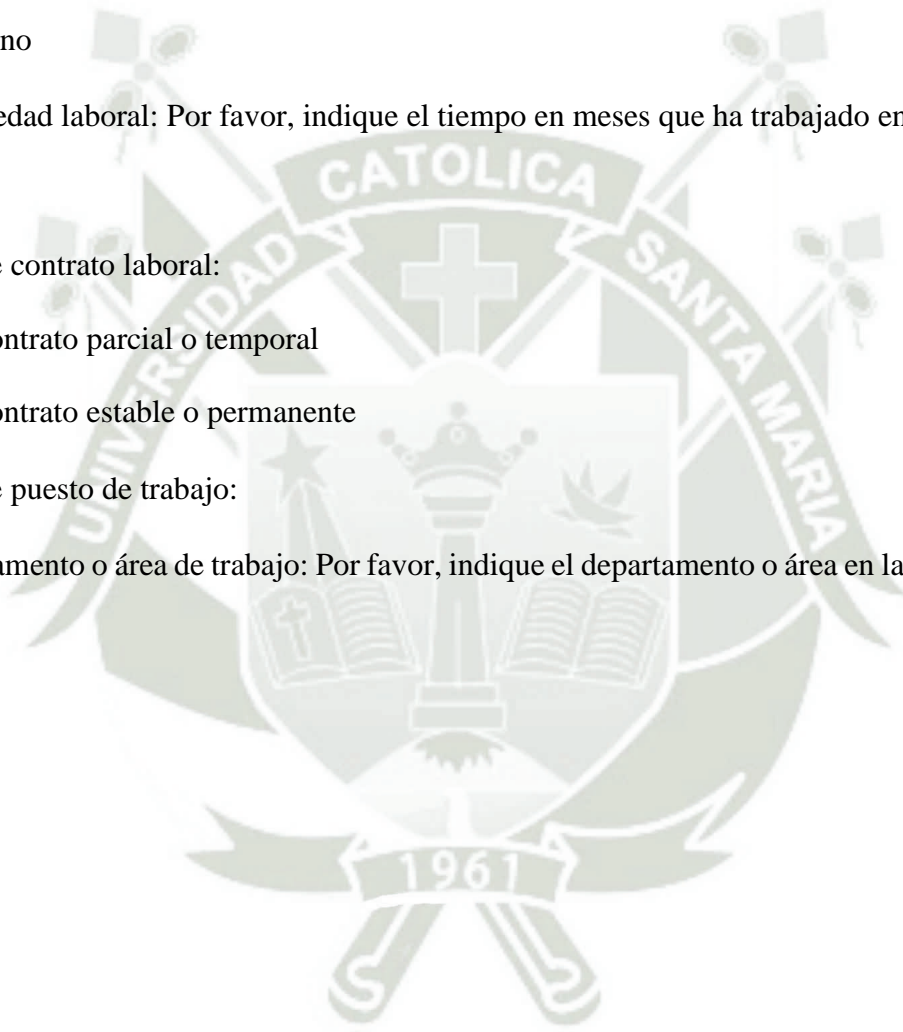 no
edad laboral: Por favor, indique el tiempo en meses que ha trabajado en
CATOLICA
UNIVERSIDAD
SANTA MARIA
e contrato laboral:
ontrato parcial o temporal
ontrato estable o permanente
e puesto de trabajo:
amento o área de trabajo: Por favor, indique el departamento o área en la
1961